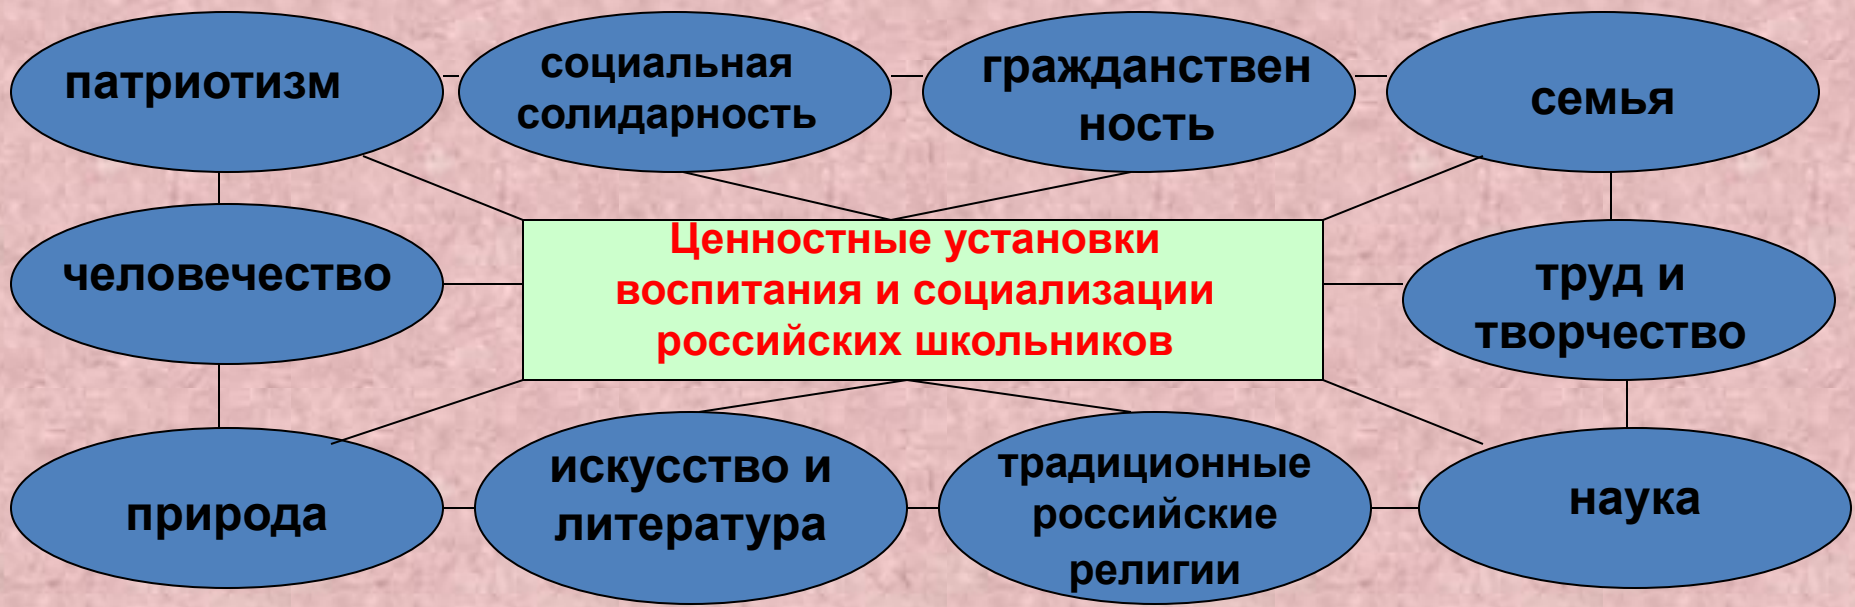 патриотизм
социальная
солидарность
гражданствен
ность
семья
человечество
Ценностные установки
воспитания и социализации
российских школьников
труд и
творчество
природа
искусство и
литература
традиционные
российские
религии
наука